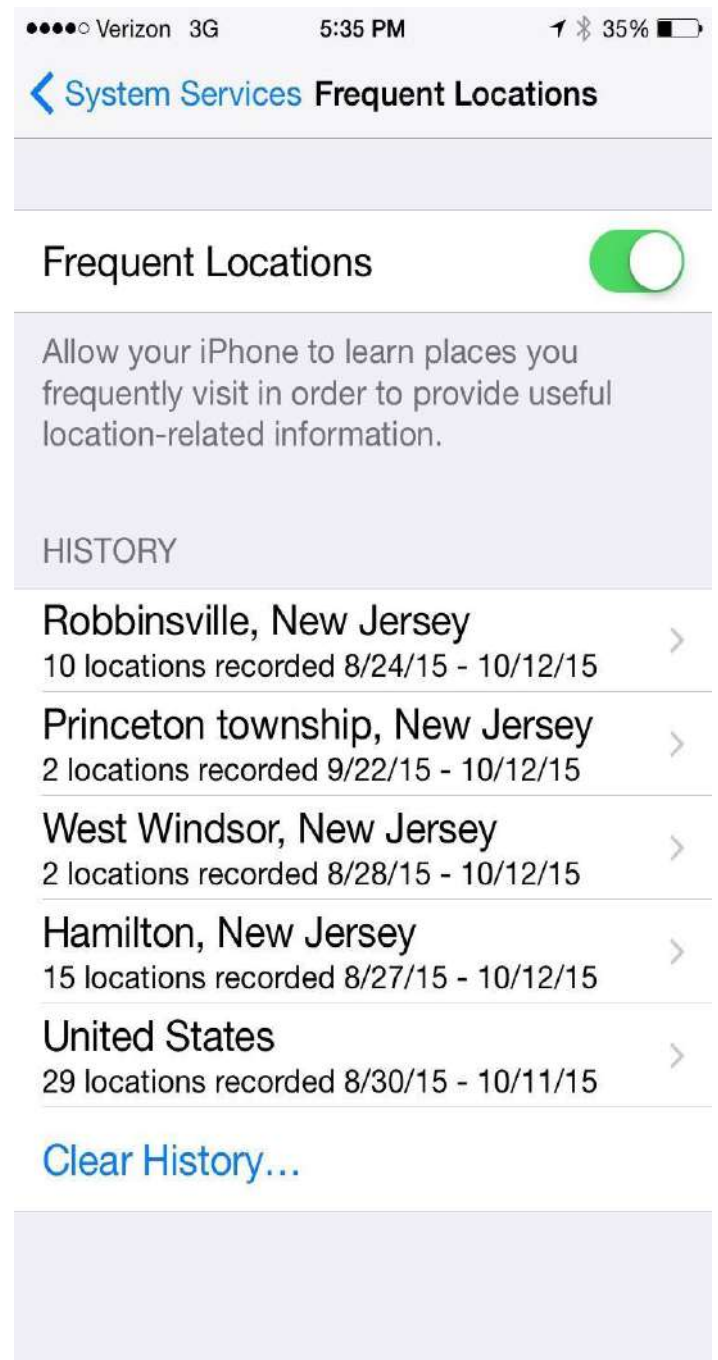 Verizon 3G 5:35 PM 35%
System Services Frequent Locations
Frequent Locations
Allow your iPhone to learn places you
frequently visit in order to provide useful
location-related information.
HISTORY
Robbinsville, New Jersey
10 locations recorded 8/24/15 - 10/12/15
Princeton township, New Jersey
2 locations recorded 9/22/15 - 10/12/15
West Windsor, New Jersey
2 locations recorded 8/28/15 - 10/12/15
Hamilton, New Jersey
15 locations recorded 8/27/15 - 10/12/15
United States
29 locations recorded 8/30/15 - 10/11/15
Clear History...